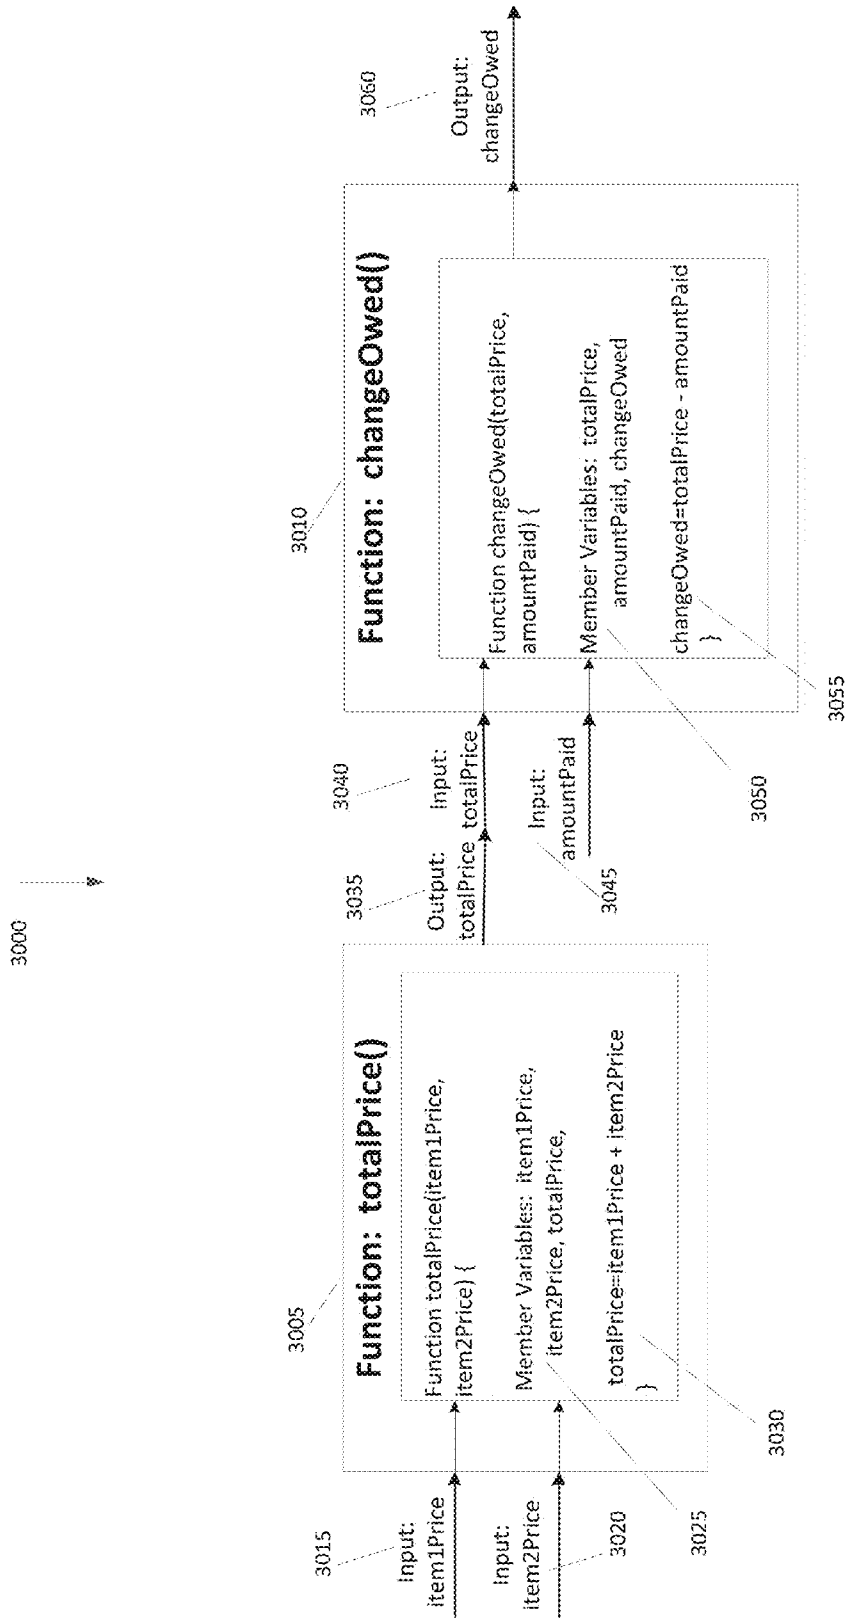 3000
3005
3010
Function: totalPrice()
Function totalPrice(item1Price,
item2Price) {
Member Variables: item1Price,
item2Price, totalPrice,
totalPrice=item1Price + item2Price
}
3015
Input:
item1Price
Input:
item2Price
3020
3025
3030
3035
Output:
totalPrice
3040
Input:
totalPrice
Input:
amountPaid
3045
Function: changeOwed()
Function changeOwed(totalPrice,
amountPaid) {
Member Variables: totalPrice,
amountPaid, changeOwed
changeOwed=totalPrice - amountPaid
}
3050
3055
3060
Output:
changeOwed